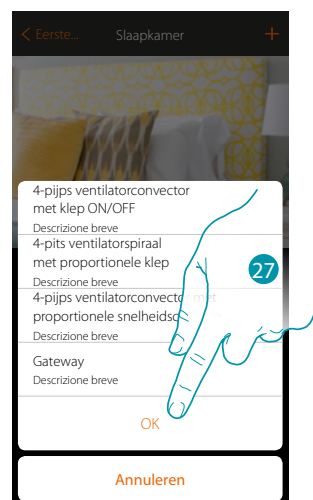 < Eerste... Slaapkamer +
4-pijps ventilatorconvector
met klep ON/OFF
Descrizione breve
4-pits ventilatorspiraal
met proportionele klep
Descrizione breve
27
4-pijps ventilatorconvector met
proportionele
Descrizione breve
Gateway
Descrizione breve
OK
Annuleren